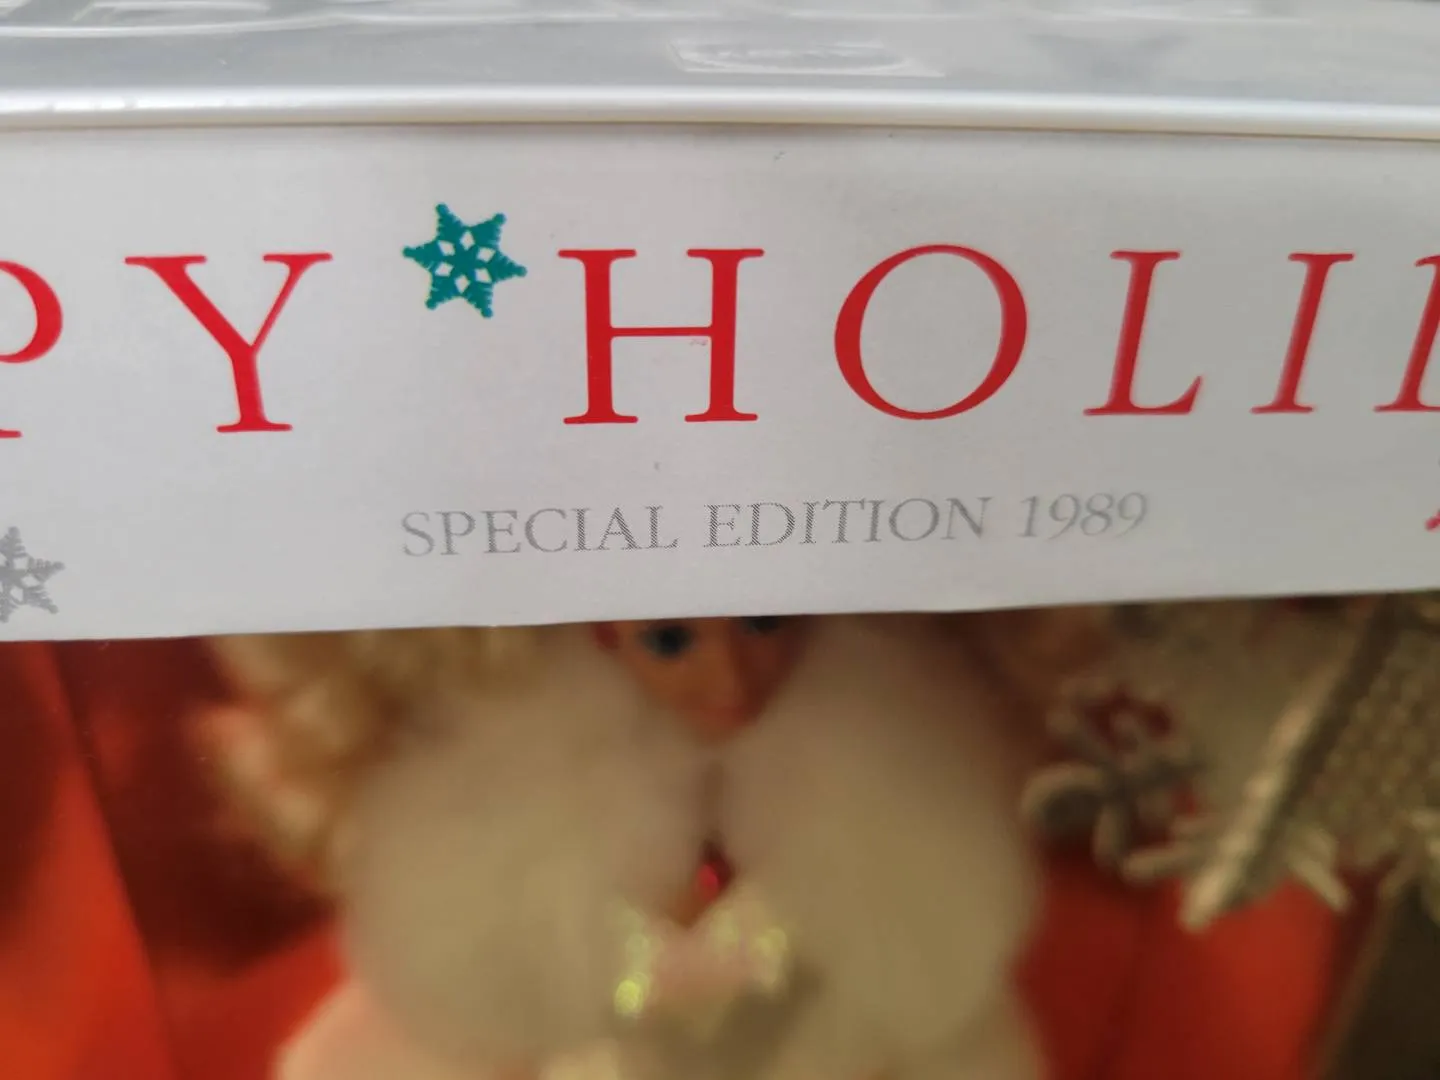 PY HOLI
SPECIAL EDITION 1989